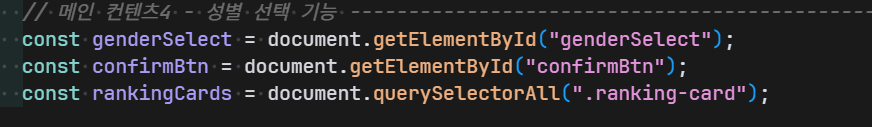 // 메인 컨텐츠4 - 성별 선택 기능 --------------------------------------------
const genderSelect = document.getElementById("genderSelect");
const confirmBtn = document.getElementById("confirmBtn");
const rankingCards = document.querySelectorAll(".ranking-card");